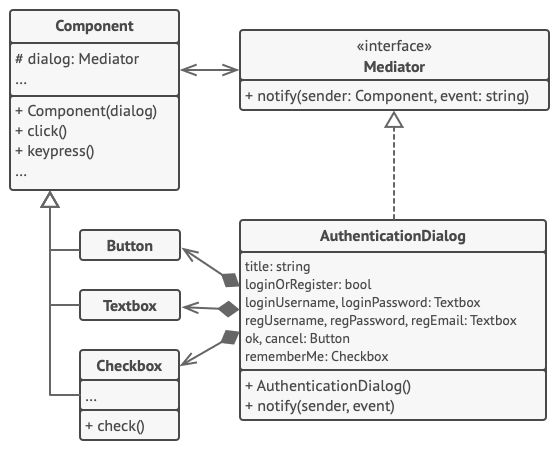 Component
# dialog: Mediator
...
+ Component(dialog)
+ click()
+ keypress()
...
«interface»
Mediator
+ notify(sender: Component, event: string)
Button
Textbox
Checkbox
...
+ check()
AuthenticationDialog
title: string
loginOrRegister: bool
loginUsername, loginPassword: Textbox
regUsername, regPassword, regEmail: Textbox
ok, cancel: Button
rememberMe: Checkbox
+ AuthenticationDialog()
+ notify(sender, event)